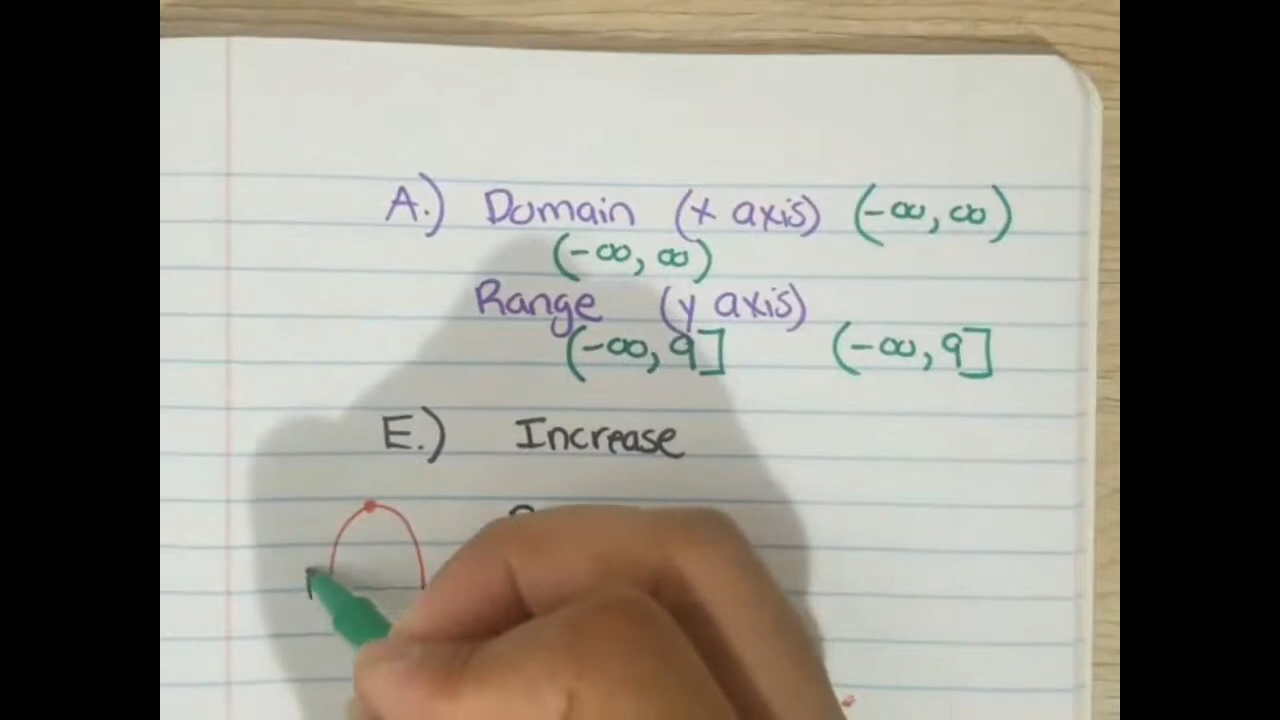 A.) Domain (x axis) (-∞, ∞)
(-∞, ∞)
Range (y axis)
(-∞, 9] (-∞, 9]
E.) Increase